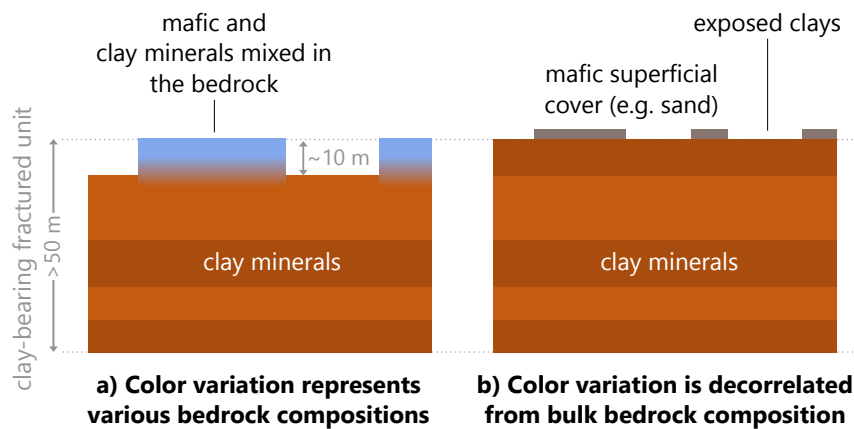 mafic and
clay minerals mixed in
the bedrock
exposed clays
mafic superficial
cover (e.g. sand)
clay-bearing fractured unit
>50 m
~10 m
clay minerals
clay minerals
a) Color variation represents
various bedrock compositions
b) Color variation is decorrelated
from bulk bedrock composition